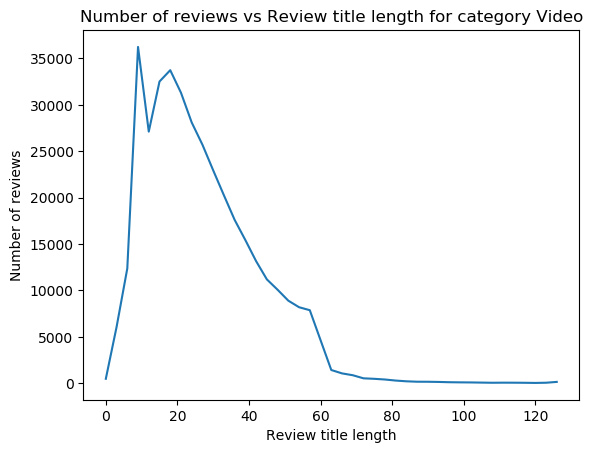 Number of reviews vs Review title length for category Video
Number of reviews
35000
30000
25000
20000
15000
10000
5000
0
0 20 40 60 80 100 120
Review title length